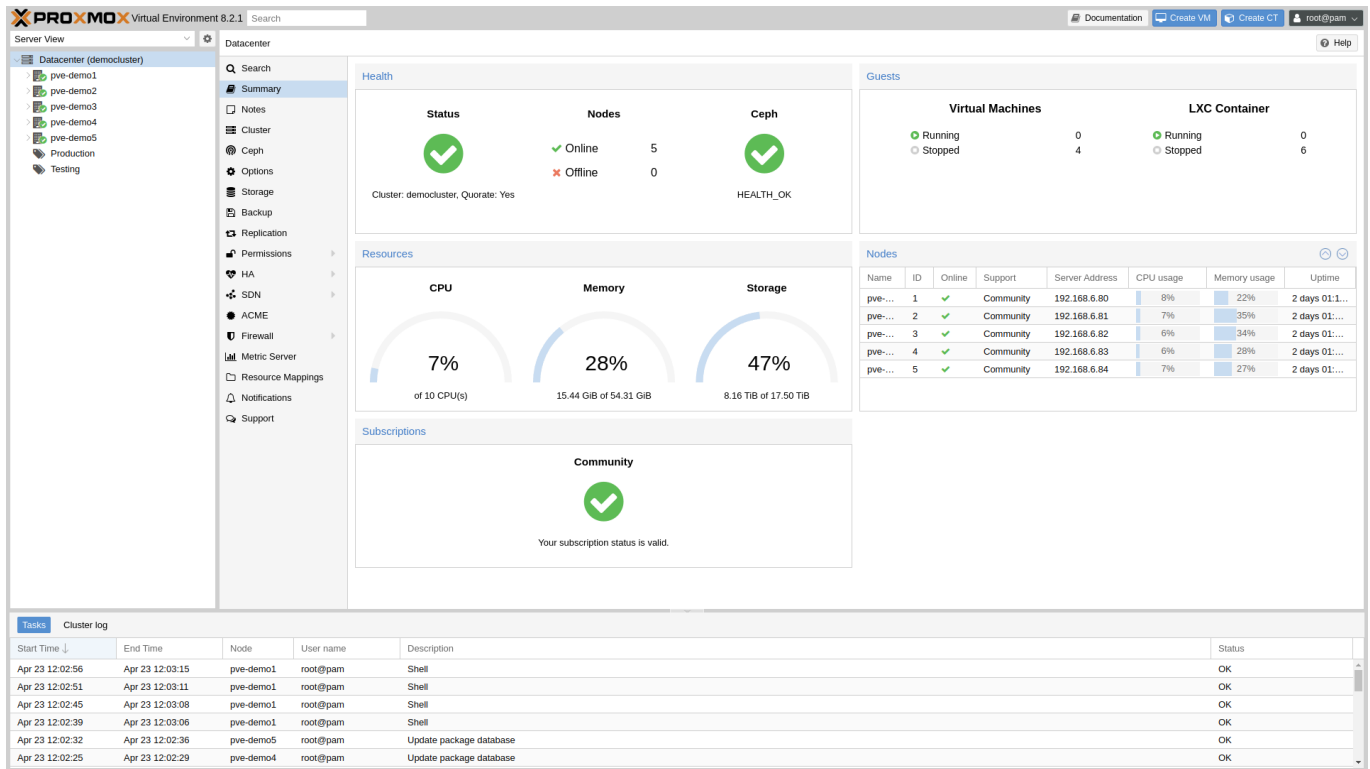 PROXMOX Virtual Environment 8.2.1 Search
Documentation Create VM Create CT root@pam
Server View
Datacenter (democluster)
pve-demo1
pve-demo2
pve-demo3
pve-demo4
pve-demo5
Production
Testing
Datacenter
Help
Search
Summary
Notes
Cluster
Ceph
Options
Storage
Backup
Replication
Permissions
HA
SDN
ACME
Firewall
Metric Server
Resource Mappings
Notifications
Support
Health
Status Nodes Ceph
Online 5
Offline 0
Cluster: democluster, Quorate: Yes HEALTH_OK
Guests
Virtual Machines LXC Container
Running 0 Running 0
Stopped 4 Stopped 6
Resources
CPU Memory Storage
7% 28% 47%
of 10 CPU(s) 15.44 GiB of 54.31 GiB 8.16 TiB of 17.50 TiB
Nodes
Name ID Online Support Server Address CPU usage Memory usage Uptime
pve-... 1 Community 192.168.6.80 8% 22% 2 days 01:1...
pve-... 2 Community 192.168.6.81 7% 35% 2 days 01:...
pve-... 3 Community 192.168.6.82 6% 34% 2 days 01:...
pve-... 4 Community 192.168.6.83 6% 28% 2 days 01:...
pve-... 5 Community 192.168.6.84 7% 27% 2 days 01:...
Subscriptions
Community
Your subscription status is valid.
Tasks Cluster log
Start Time End Time Node User name Description Status
Apr 23 12:02:56 Apr 23 12:03:15 pve-demo1 root@pam Shell OK
Apr 23 12:02:51 Apr 23 12:03:11 pve-demo1 root@pam Shell OK
Apr 23 12:02:45 Apr 23 12:03:08 pve-demo1 root@pam Shell OK
Apr 23 12:02:39 Apr 23 12:03:06 pve-demo1 root@pam Shell OK
Apr 23 12:02:32 Apr 23 12:02:36 pve-demo5 root@pam Update package database OK
Apr 23 12:02:25 Apr 23 12:02:29 pve-demo4 root@pam Update package database OK